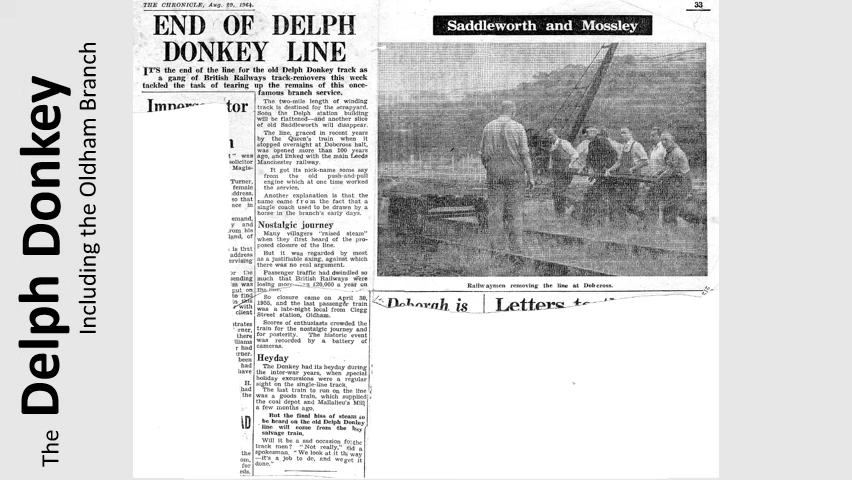 The Delph Donkey
Including the Oldham Branch
THE CHRONICLE, Aug. 29, 1964.
33
END OF DELPH
DONKEY LINE
IT'S the end of the line for the old Delph Donkey track as
a gang of British Railways track-removers this week
tackled the task of tearing up the remains of this once-
famous branch service.
The two-mile length of winding
track is destined for the scrapyard.
Soon the Delph station building
will be flattened—and another slice
of old Saddleworth will disappear.
The line, graced in recent years
by the Queen's train when it
stopped overnight at Dobcross halt,
was opened more than 100 years
ago, and linked with the main Leeds
Manchester railway.
It got its nick-name some say
from the old push-and-pull
engine which at one time worked
the service.
Another explanation is that the
name came from the fact that a
single coach used to be drawn by a
horse in the branch's early days.
Nostalgic journey
Many villagers "raised steam"
when they first heard of the pro-
posed closure of the line.
But it was regarded by most
as a justifiable axing, against which
there was no real argument.
Passenger traffic had dwindled so
much that British Railways were
losing more £20,000 a year on
the line.
So closure came on April 30,
1955, and the last passenger train
was a late-night local from Clegg
Street station, Oldham.
Scores of enthusiasts crowded the
train for the nostalgic journey and
for posterity. The historic event
was recorded by a battery of
cameras.
Heyday
The Donkey had its heyday during
the inter-war years, when special
holiday excursions were a regular
sight on the single-line track.
The last train to run on the line
was a goods train, which supplied
the coal depot and Mallalieu's Mill
a few months ago.
But the final hiss of steam to
be heard on the old Delph Donkey
line will come from the
salvage train.
Will it be a sad occasion for the
track men? "Not really," said a
spokesman. "We look at it this way
—it's a job to do, and we get it
done."
Saddleworth and Mossley
Railwaymen removing the line at Dobcross.
Deborah is
Letters to